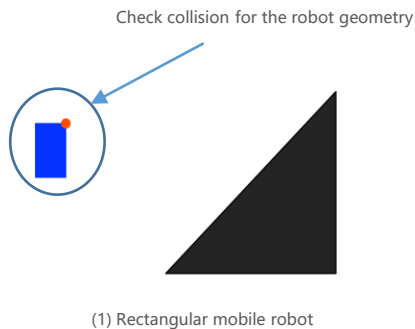 Check collision for the robot geometry
(1) Rectangular mobile robot